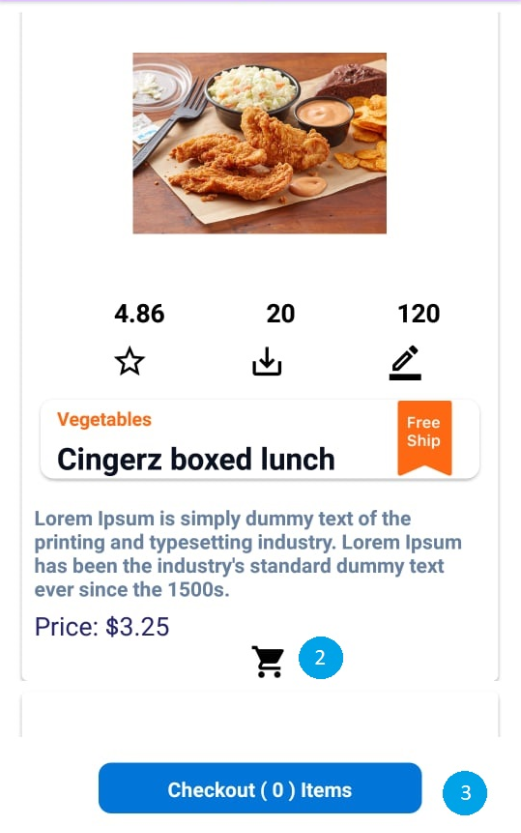 4.86 20 120
Vegetables
Free
Ship
Cingerz boxed lunch
Lorem Ipsum is simply dummy text of the
printing and typesetting industry. Lorem Ipsum
has been the industry's standard dummy text
ever since the 1500s.
Price: $3.25
2
Checkout ( 0 ) Items
3